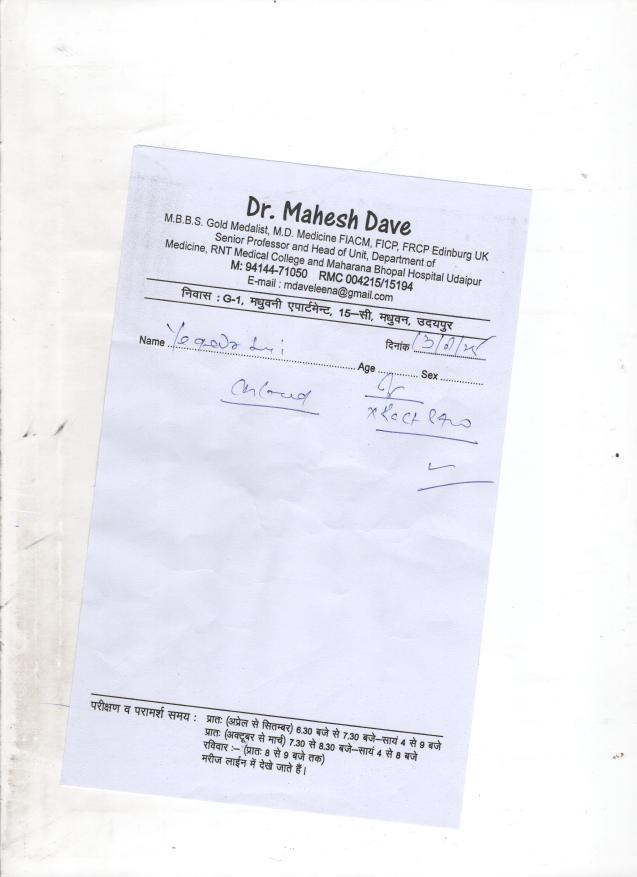 Dr. Mahesh Dave
M.B.B.S. Gold Medalist, M.D. Medicine FIACM, FICP, FRCP Edinburg UK
Senior Professor and Head of Unit, Department of
Medicine, RNT Medical College and Maharana Bhopal Hospital Udaipur
M: 94144-71050 RMC 004215/15194
E-mail : mdaveleena@gmail.com
निवास : G-1, मधुवनी एपार्टमेन्ट, 15–सी, मधुवन, उदयपुर
दिनांक
Name Age Sex
परीक्षण व परामर्श समय : प्रातः (अप्रेल से सितम्बर) 6.30 बजे से 7.30 बजे–सायं 4 से 9 बजे
प्रातः (अक्टूबर से मार्च) 7.30 से 8.30 बजे–सायं 4 से 8 बजे
रविवार :– (प्रातः 8 से 9 बजे तक)
मरीज लाईन में देखे जाते हैं।